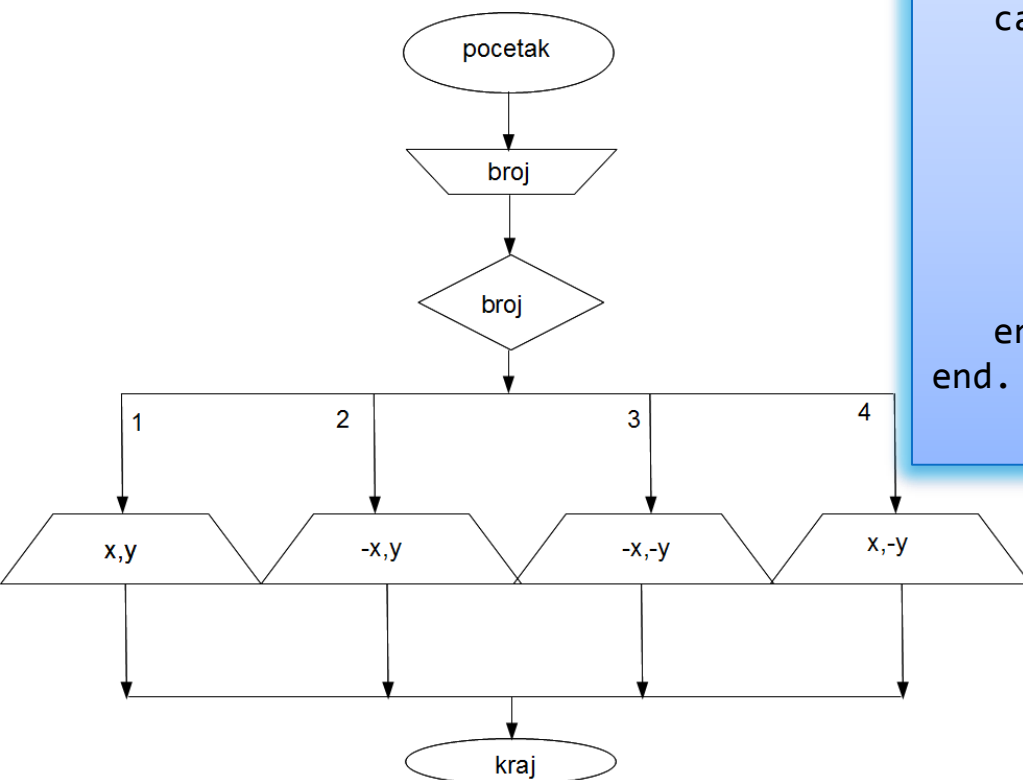 pocetak
broj
broj
1
2
3
4
x,y
-x,y
-x,-y
x,-y
kraj
end.